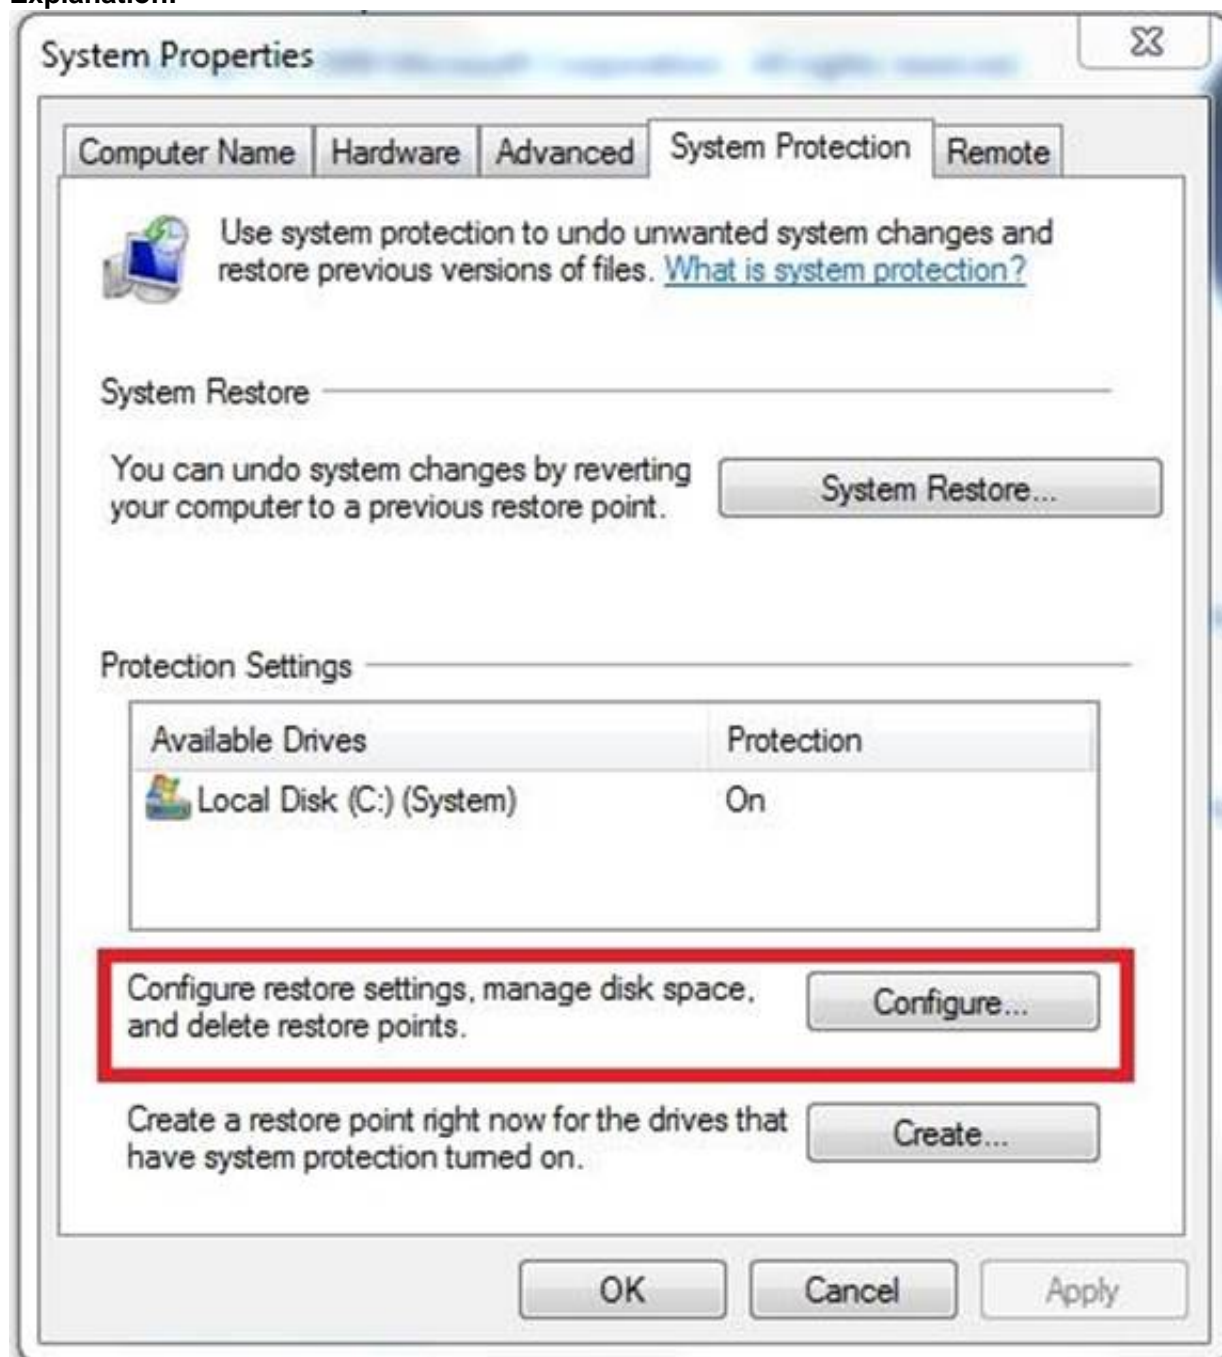 Explanation:
System Properties
Computer Name Hardware Advanced System Protection Remote
Use system protection to undo unwanted system changes and
restore previous versions of files. What is system protection?
System Restore
You can undo system changes by reverting
your computer to a previous restore point.
System Restore...
Protection Settings
Available Drives Protection
Local Disk (C:) (System) On
Configure restore settings, manage disk space,
and delete restore points.
Configure...
Create a restore point right now for the drives that
have system protection turned on.
Create...
OK Cancel Apply